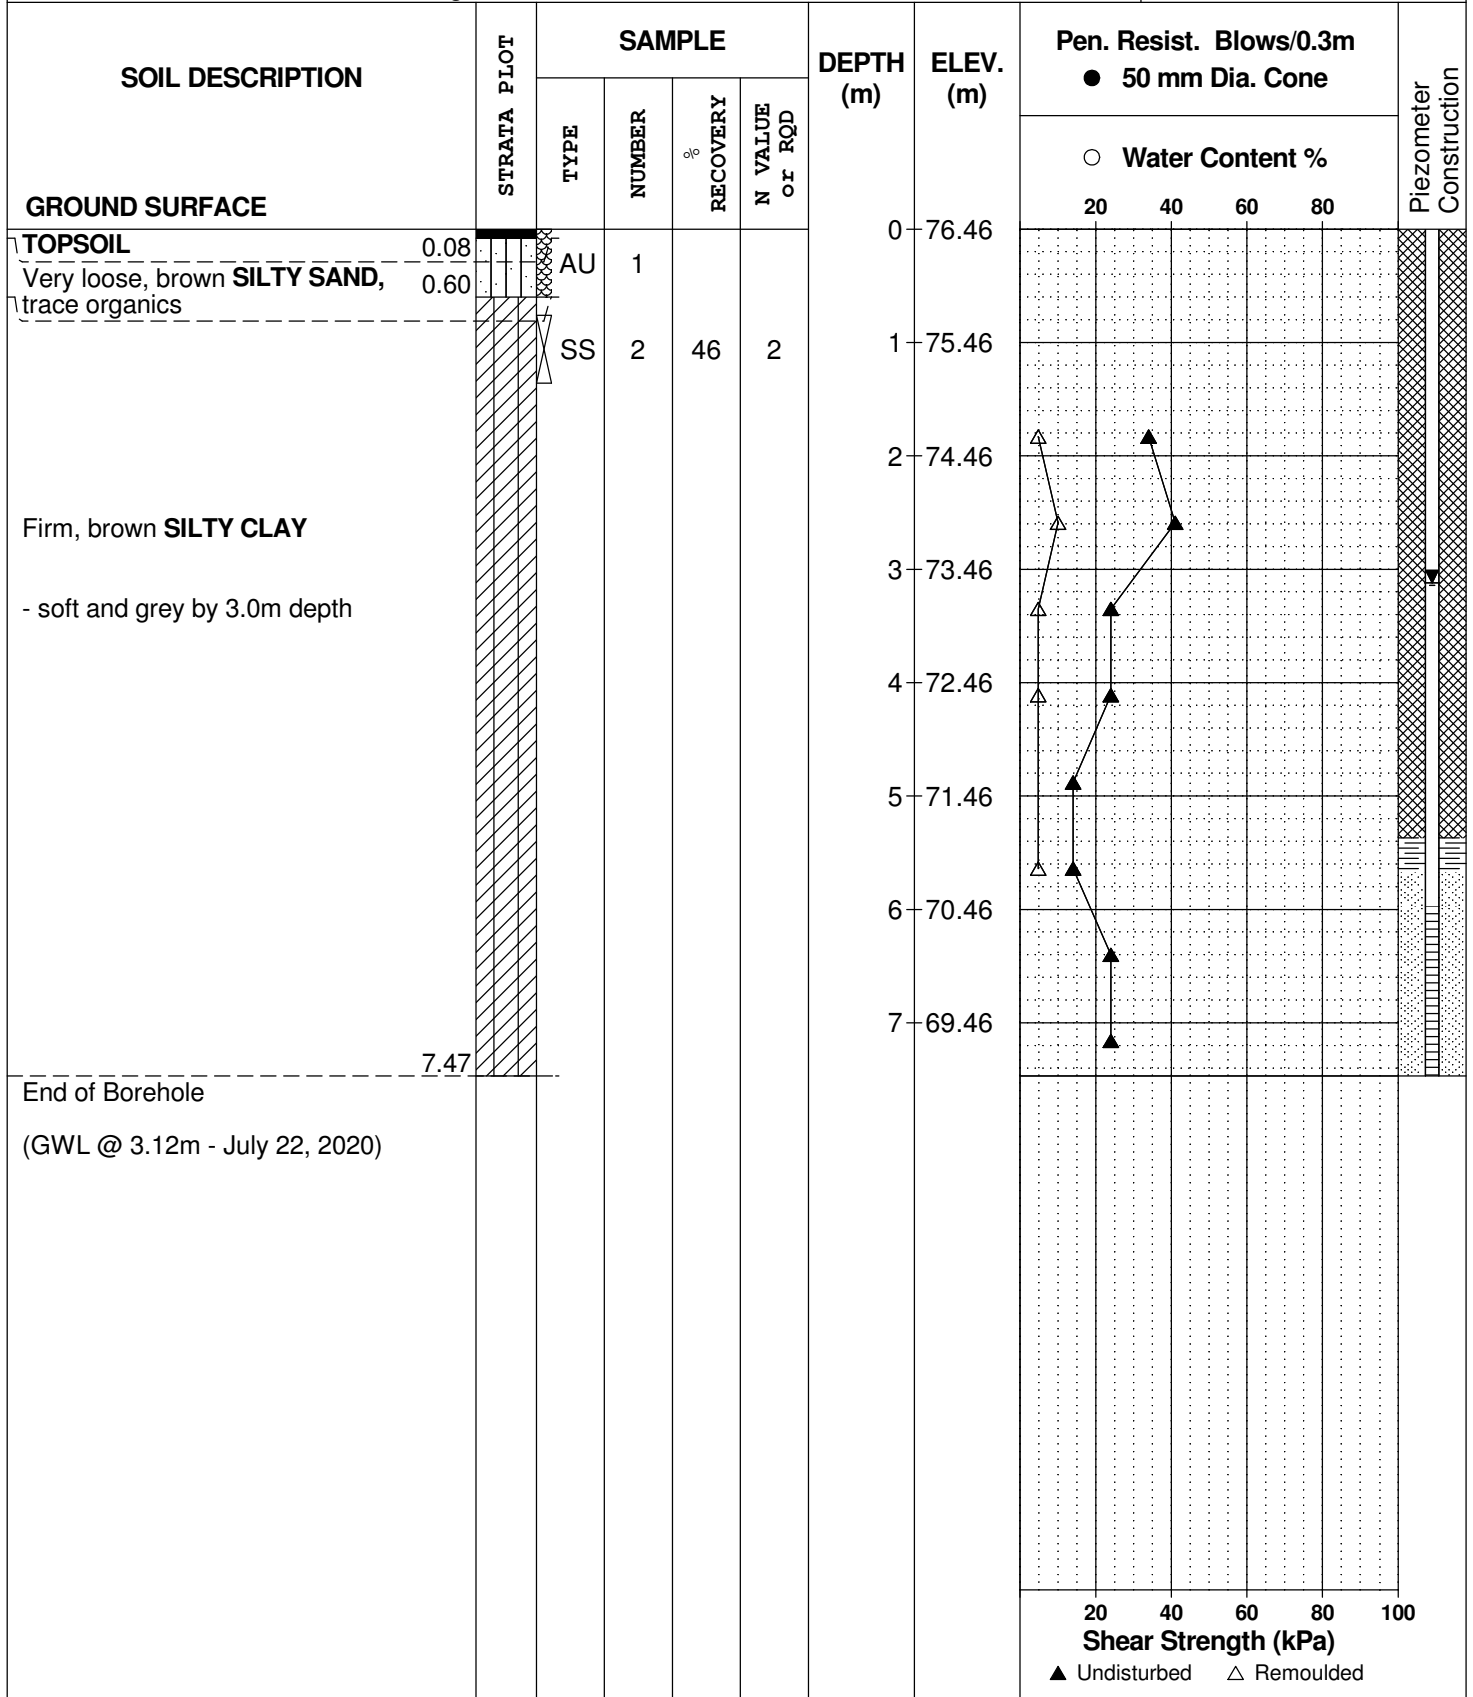 SOIL DESCRIPTION
GROUND SURFACE
STRATA PLOT
SAMPLE
TYPE
NUMBER
% RECOVERY
N VALUE or RQD
DEPTH (m)
ELEV. (m)
Pen. Resist. Blows/0.3m
● 50 mm Dia. Cone
○ Water Content %
20 40 60 80
Piezometer Construction
TOPSOIL 0.08
Very loose, brown SILTY SAND, 0.60
trace organics
AU 1
SS 2 46 2
0 76.46
1 75.46
2 74.46
Firm, brown SILTY CLAY
3 73.46
- soft and grey by 3.0m depth
4 72.46
5 71.46
6 70.46
7 69.46
7.47
End of Borehole
(GWL @ 3.12m - July 22, 2020)
20 40 60 80 100
Shear Strength (kPa)
▲ Undisturbed △ Remoulded